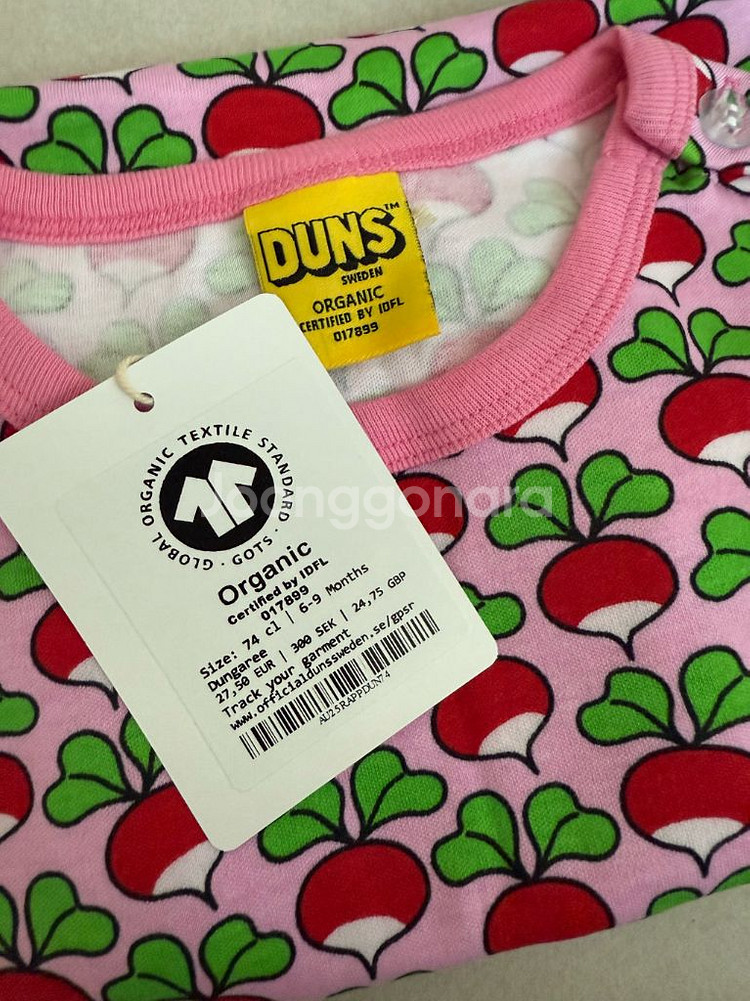 DUNS™
SWEDEN
ORGANIC
CERTIFIED BY IDFL
017899
GLOBAL ORGANIC TEXTILE STANDARD · GOTS ·
Organic
Certified by IDFL
017899
Size: 74 cl | 6-9 Months
Dungaree
27,50 EUR | 300 SEK | 24,75 GBP
Track your garment
www.officialdunssweden.se/gpsr
AU25RAPPDUN74
Joonggonara